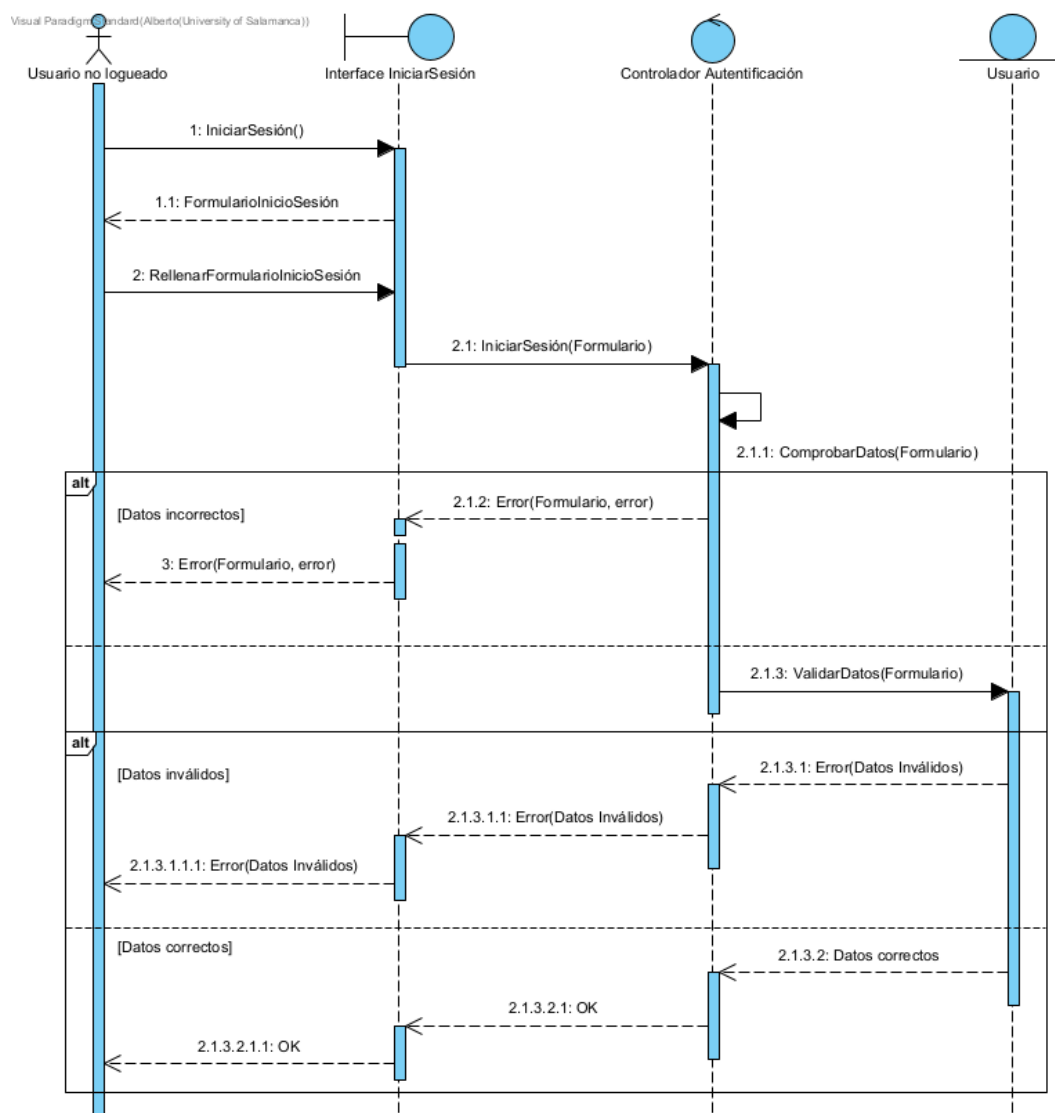 Visual Paradigm Standard(Alberto(University of Salamanca))
Usuario no logueado
Interface IniciarSesión
Controlador Autentificación
Usuario
1: IniciarSesión()
1.1: FormularioInicioSesión
2: RellenarFormularioInicioSesión
2.1: IniciarSesión(Formulario)
2.1.1: ComprobarDatos(Formulario)
alt
[Datos incorrectos]
2.1.2: Error(Formulario, error)
3: Error(Formulario, error)
2.1.3: ValidarDatos(Formulario)
alt
[Datos inválidos]
2.1.3.1: Error(Datos Inválidos)
2.1.3.1.1: Error(Datos Inválidos)
2.1.3.1.1.1: Error(Datos Inválidos)
[Datos correctos]
2.1.3.2: Datos correctos
2.1.3.2.1: OK
2.1.3.2.1.1: OK